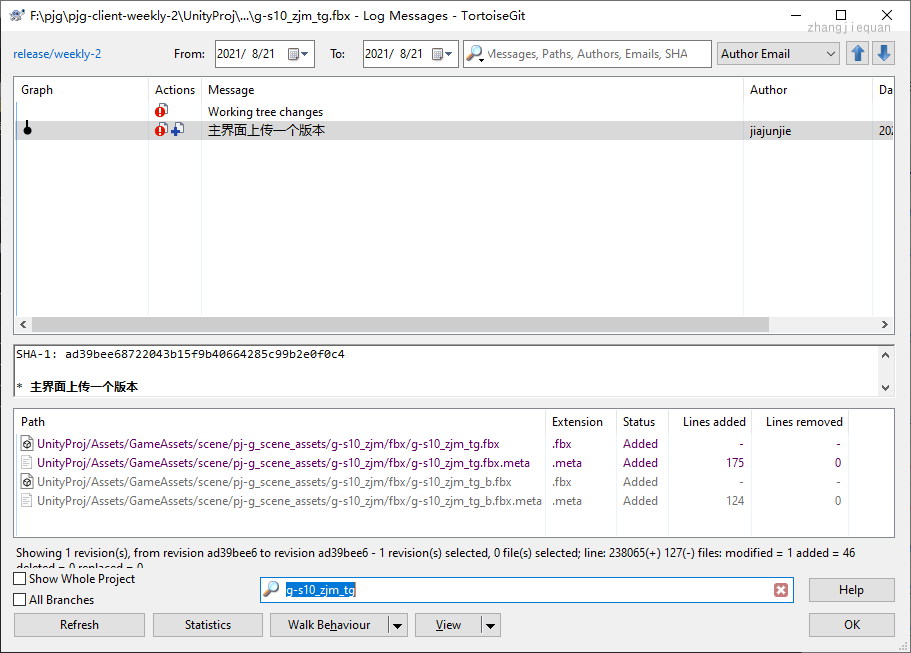 F:\pjg\pjg-client-weekly-2\UnityProj\...\g-s10_zjm_tg.fbx - Log Messages - TortoiseGit
zhangjiequan
release/weekly-2 From: 2021/ 8/21 To: 2021/ 8/21 Messages, Paths, Authors, Emails, SHA Author Email
Graph Actions Message Author Da
Working tree changes
主界面上传一个版本 jiajunjie 202
SHA-1: ad39bee68722043b15f9b40664285c99b2e0f0c4
* 主界面上传一个版本
Path Extension Status Lines added Lines removed
UnityProj/Assets/GameAssets/scene/pj-g_scene_assets/g-s10_zjm/fbx/g-s10_zjm_tg.fbx .fbx Added - -
UnityProj/Assets/GameAssets/scene/pj-g_scene_assets/g-s10_zjm/fbx/g-s10_zjm_tg.fbx.meta .meta Added 175 0
UnityProj/Assets/GameAssets/scene/pj-g_scene_assets/g-s10_zjm/fbx/g-s10_zjm_tg_b.fbx .fbx Added - -
UnityProj/Assets/GameAssets/scene/pj-g_scene_assets/g-s10_zjm/fbx/g-s10_zjm_tg_b.fbx.meta .meta Added 124 0
Showing 1 revision(s), from revision ad39bee6 to revision ad39bee6 - 1 revision(s) selected, 0 file(s) selected; line: 238065(+) 127(-) files: modified = 1 added = 46
deleted = 0 replaced = 0
Show Whole Project
g-s10_zjm_tg Help
All Branches
Refresh Statistics Walk Behaviour View OK